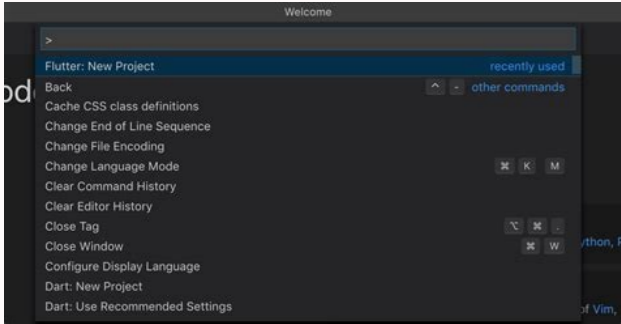 Welcome
>
Flutter: New Project recently used
Back ^ - other commands
Cache CSS class definitions
Change End of Line Sequence
Change File Encoding
Change Language Mode ⌘ K M
Clear Command History
Clear Editor History
Close Tag ⌥ ⌘ .
Close Window ⌘ W
Configure Display Language
Dart: New Project
Dart: Use Recommended Settings
of Vim,